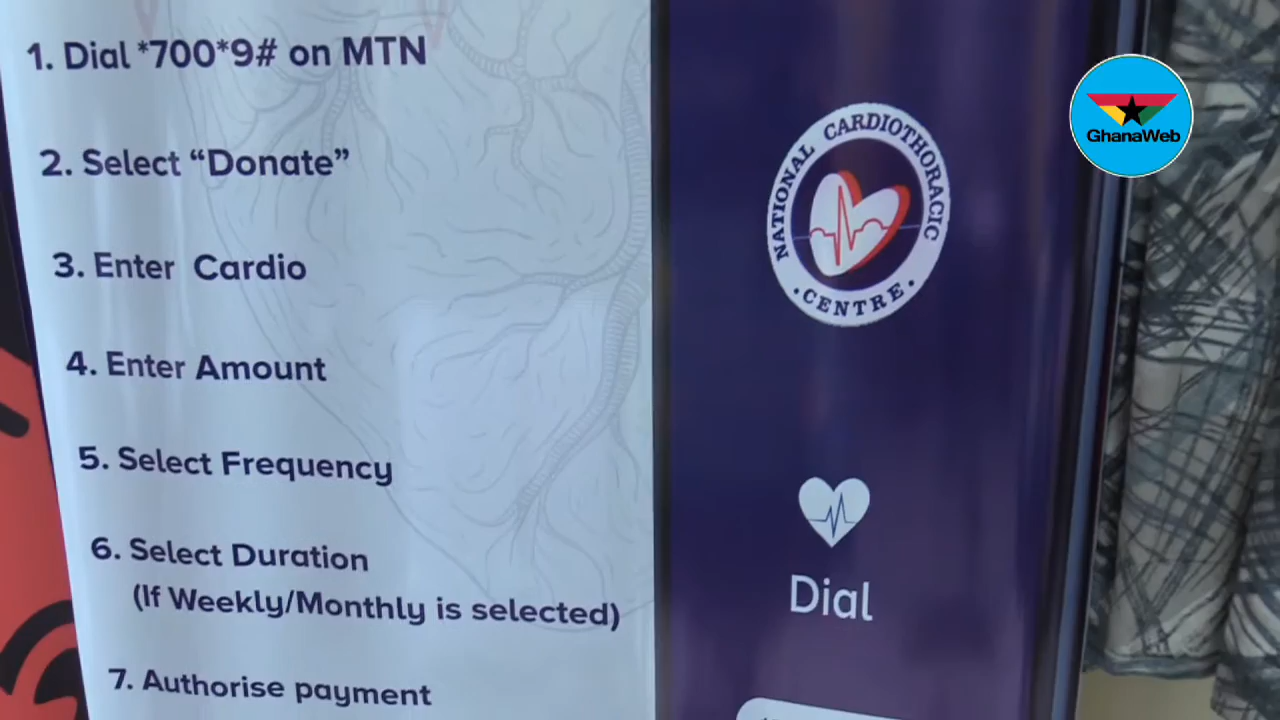 1. Dial *700*9# on MTN
2. Select “Donate”
3. Enter Cardio
4. Enter Amount
5. Select Frequency
6. Select Duration
(If Weekly/Monthly is selected)
7. Authorise payment
NATIONAL CARDIOTHORACIC
• CENTRE •
Dial
GhanaWeb